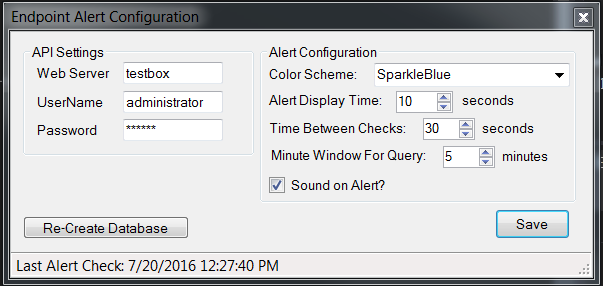 Endpoint Alert Configuration
API Settings
Web Server testbox
UserName administrator
Password ******
Alert Configuration
Color Scheme: SparkleBlue
Alert Display Time: 10 seconds
Time Between Checks: 30 seconds
Minute Window For Query: 5 minutes
Sound on Alert?
Re-Create Database
Save
Last Alert Check: 7/20/2016 12:27:40 PM